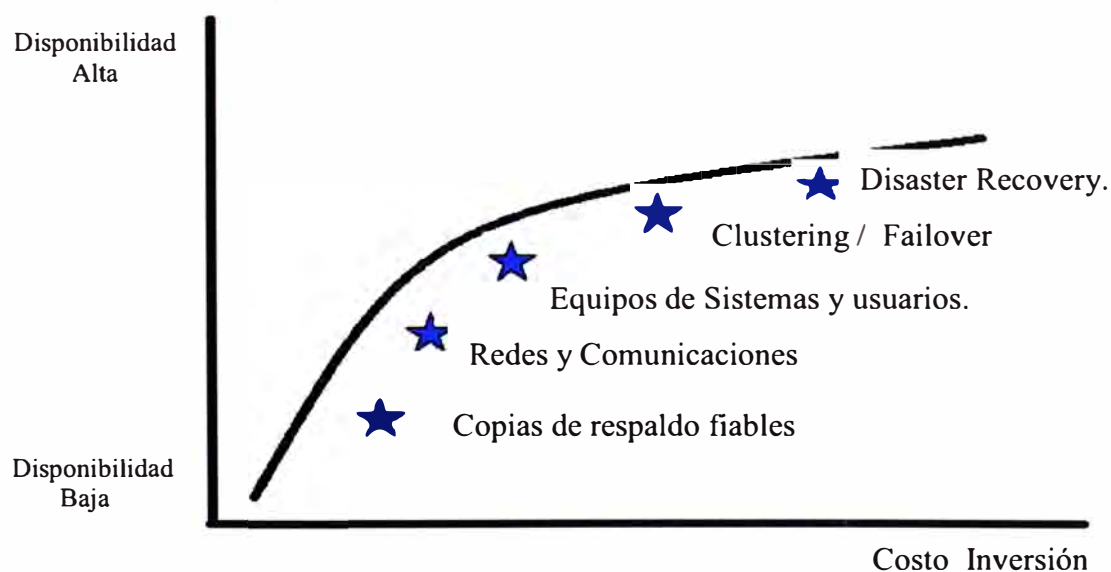 Disponibilidad
Alta
Disaster Recovery.
Clustering / Failover
Equipos de Sistemas y usuarios.
Redes y Comunicaciones
Copias de respaldo fiables
Disponibilidad
Baja
Costo Inversión